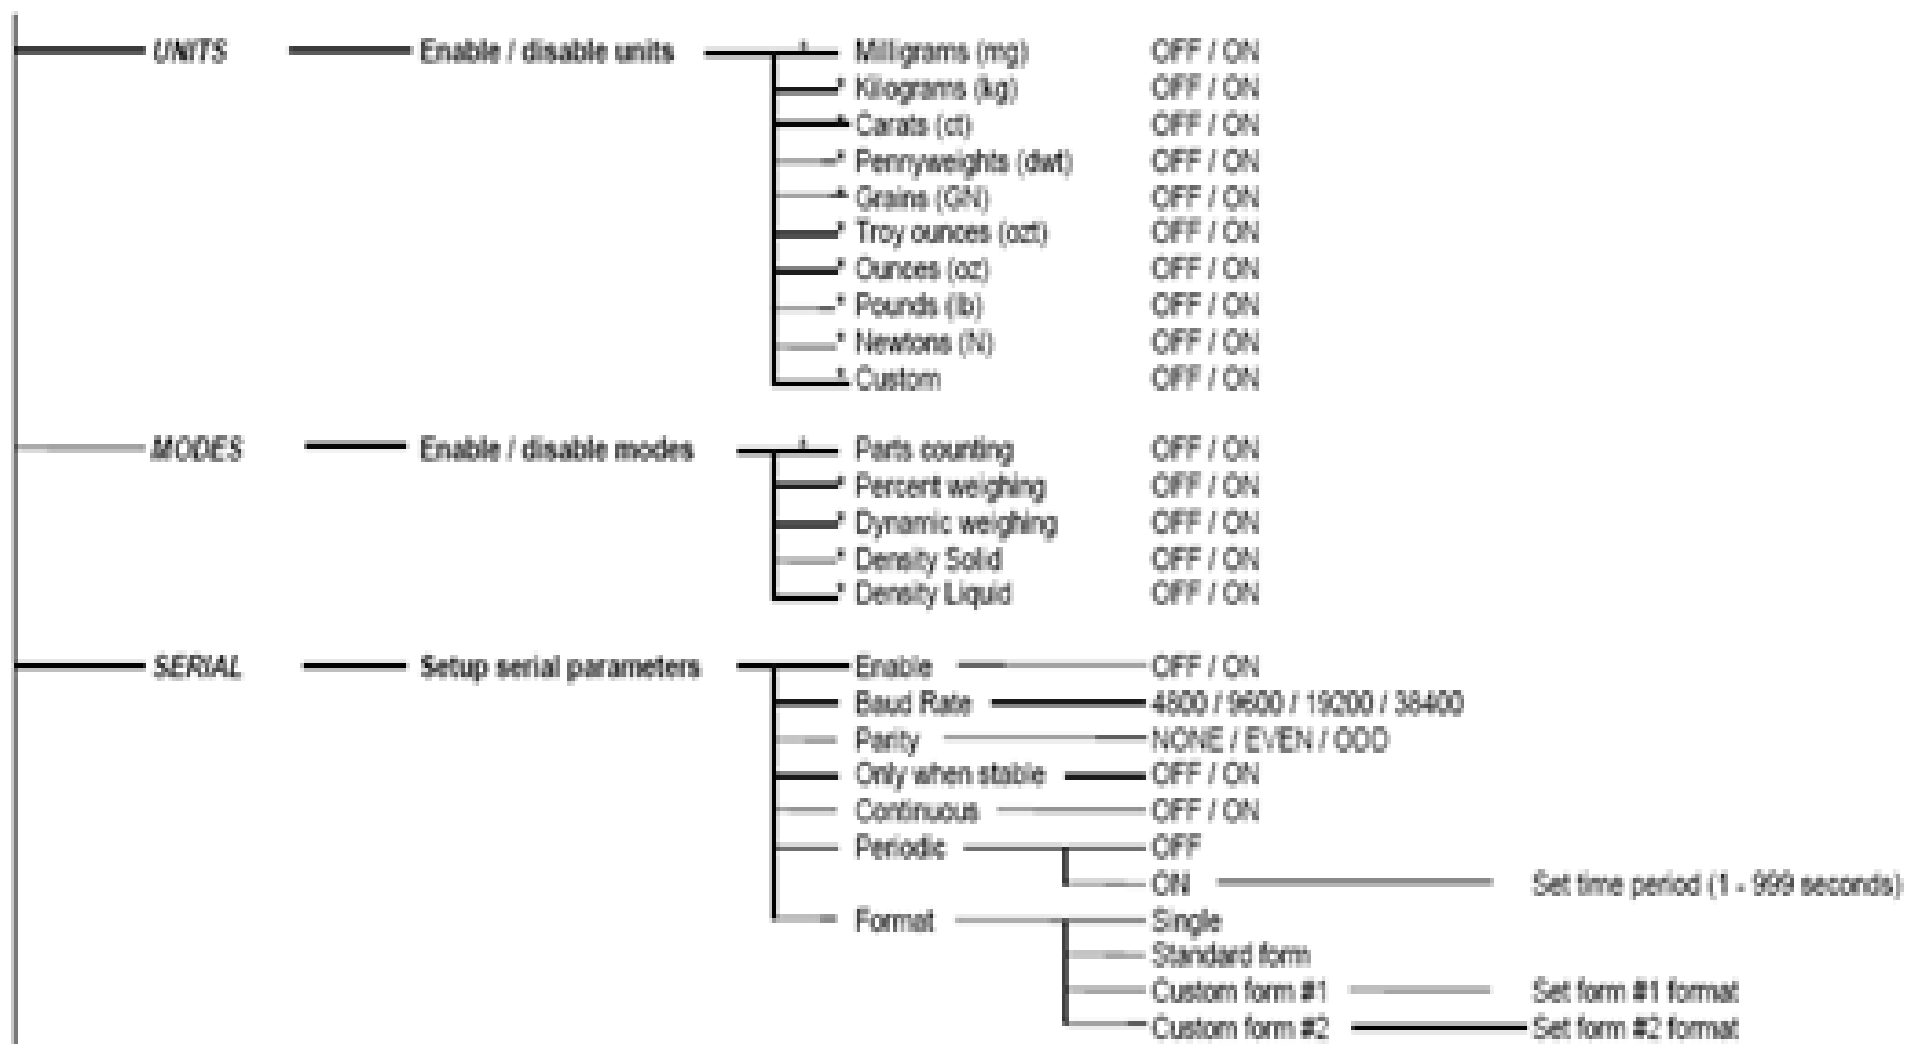 UNITS Enable / disable units * Milligrams (mg) OFF / ON
* Kilograms (kg) OFF / ON
* Carats (ct) OFF / ON
* Pennyweights (dwt) OFF / ON
* Grains (GN) OFF / ON
* Troy ounces (ozt) OFF / ON
* Ounces (oz) OFF / ON
* Pounds (lb) OFF / ON
* Newtons (N) OFF / ON
* Custom OFF / ON
MODES Enable / disable modes * Parts counting OFF / ON
* Percent weighing OFF / ON
* Dynamic weighing OFF / ON
* Density Solid OFF / ON
* Density Liquid OFF / ON
SERIAL Setup serial parameters Enable OFF / ON
Baud Rate 4800 / 9600 / 19200 / 38400
Parity NONE / EVEN / ODD
Only when stable OFF / ON
Continuous OFF / ON
Periodic OFF
ON Set time period (1 - 999 seconds)
Format Single
Standard form
Custom form #1 Set form #1 format
Custom form #2 Set form #2 format